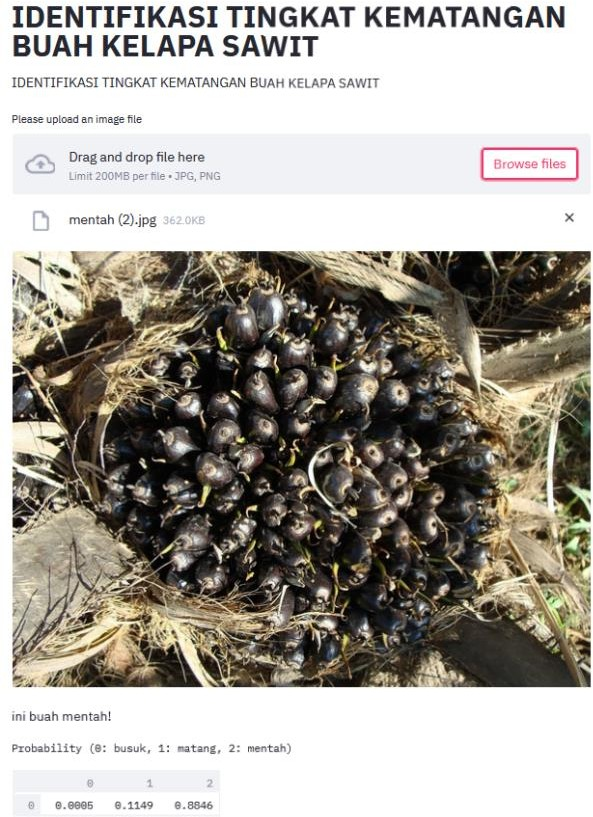 IDENTIFIKASI TINGKAT KEMATANGAN
BUAH KELAPA SAWIT
IDENTIFIKASI TINGKAT KEMATANGAN BUAH KELAPA SAWIT
Please upload an image file
Drag and drop file here
Limit 200MB per file • JPG, PNG
Browse files
mentah (2).jpg 362.0KB
ini buah mentah!
Probability (0: busuk, 1: matang, 2: mentah)
0 1 2
0 0.0005 0.1149 0.8846